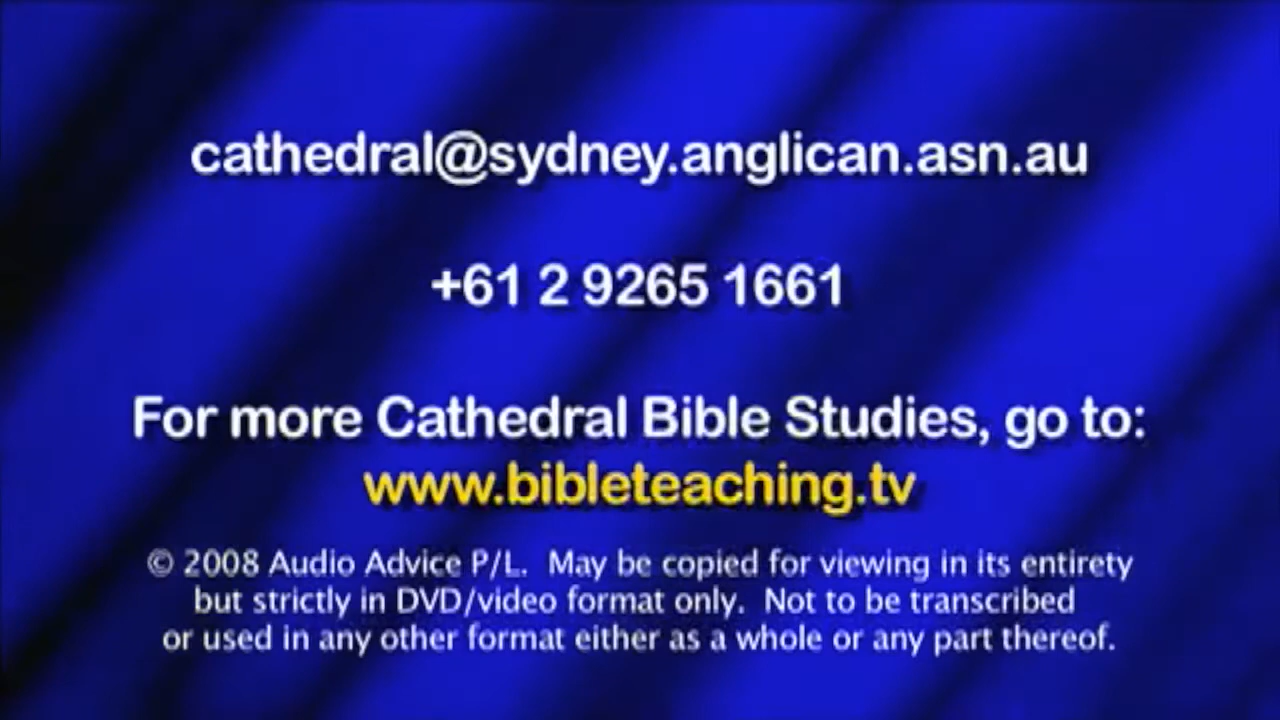 cathedral@sydney.anglican.asn.au
+61 2 9265 1661
For more Cathedral Bible Studies, go to:
www.bibleteaching.tv
© 2008 Audio Advice P/L.  May be copied for viewing in its entirety
but strictly in DVD/video format only.  Not to be transcribed
or used in any other format either as a whole or any part thereof.